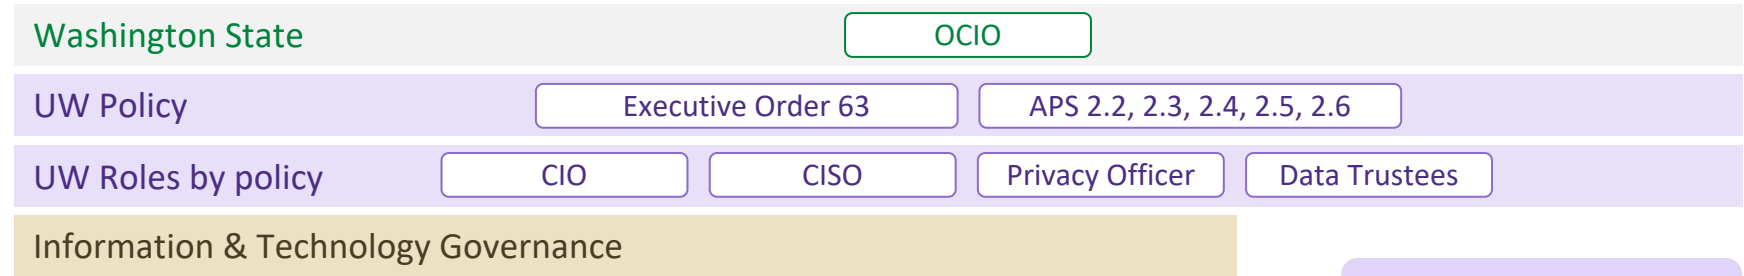 Washington State OCIO
UW Policy Executive Order 63 APS 2.2, 2.3, 2.4, 2.5, 2.6
UW Roles by policy CIO CISO Privacy Officer Data Trustees
Information & Technology Governance